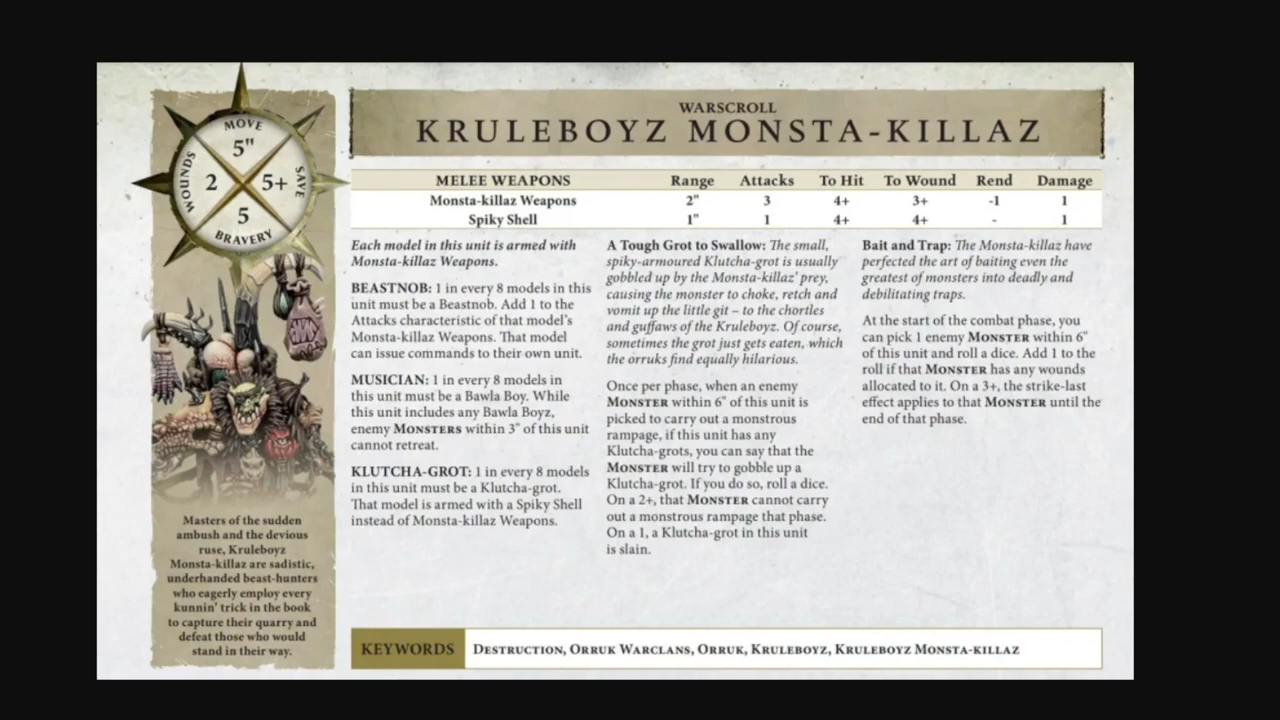 WARSCROLL
KRULEBOYZ MONSTA-KILLAZ
MOVE
5"
WOUNDS
2
5+
SAVE
5
BRAVERY
MELEE WEAPONS Range Attacks To Hit To Wound Rend Damage
Monsta-killaz Weapons 2" 3 4+ 3+ -1 1
Spiky Shell 1" 1 4+ 4+ - 1
Each model in this unit is armed with
Monsta-killaz Weapons.
BEASTNOB: 1 in every 8 models in this
unit must be a Beastnob. Add 1 to the
Attacks characteristic of that model's
Monsta-killaz Weapons. That model
can issue commands to their own unit.
MUSICIAN: 1 in every 8 models in
this unit must be a Bawla Boy. While
this unit includes any Bawla Boyz,
enemy MONSTERS within 3" of this unit
cannot retreat.
KLUTCHA-GROT: 1 in every 8 models
in this unit must be a Klutcha-grot.
That model is armed with a Spiky Shell
instead of Monsta-killaz Weapons.
A Tough Grot to Swallow: The small,
spiky-armoured Klutcha-grot is usually
gobbled up by the Monsta-killaz' prey,
causing the monster to choke, retch and
vomit up the little git – to the chortles
and guffaws of the Kruleboyz. Of course,
sometimes the grot just gets eaten, which
the orruks find equally hilarious.
Once per phase, when an enemy
MONSTER within 6" of this unit is
picked to carry out a monstrous
rampage, if this unit has any
Klutcha-grots, you can say that the
MONSTER will try to gobble up a
Klutcha-grot. If you do so, roll a dice.
On a 2+, that MONSTER cannot carry
out a monstrous rampage that phase.
On a 1, a Klutcha-grot in this unit
is slain.
Bait and Trap: The Monsta-killaz have
perfected the art of baiting even the
greatest of monsters into deadly and
debilitating traps.
At the start of the combat phase, you
can pick 1 enemy MONSTER within 6"
of this unit and roll a dice. Add 1 to the
roll if that MONSTER has any wounds
allocated to it. On a 3+, the strike-last
effect applies to that MONSTER until the
end of that phase.
Masters of the sudden
ambush and the devious
ruse, Kruleboyz
Monsta-killaz are sadistic,
underhanded beast-hunters
who eagerly employ every
kunnin' trick in the book
to capture their quarry and
defeat those who would
stand in their way.
KEYWORDS DESTRUCTION, ORRUK WARCLANS, ORRUK, KRULEBOYZ, KRULEBOYZ MONSTA-KILLAZ